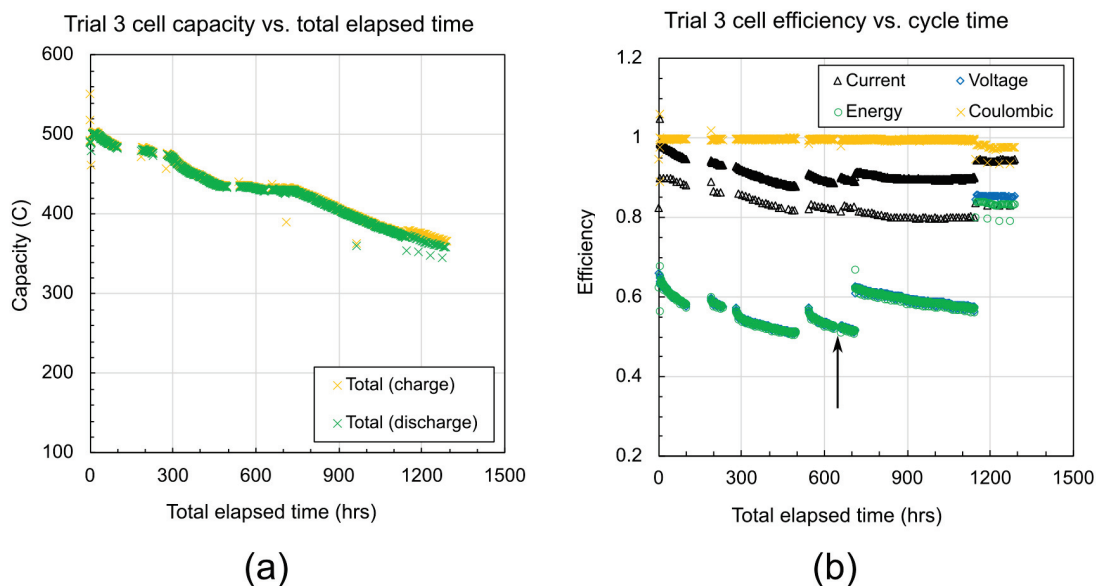 Trial 3 cell capacity vs. total elapsed time
600
500
400
300
200
100
Capacity (C)
Total (charge)
Total (discharge)
0 300 600 900 1200 1500
Total elapsed time (hrs)
(a)
Trial 3 cell efficiency vs. cycle time
1.2
1
0.8
0.6
0.4
0.2
Efficiency
Current Voltage
Energy Coulombic
0 300 600 900 1200 1500
Total elapsed time (hrs)
(b)